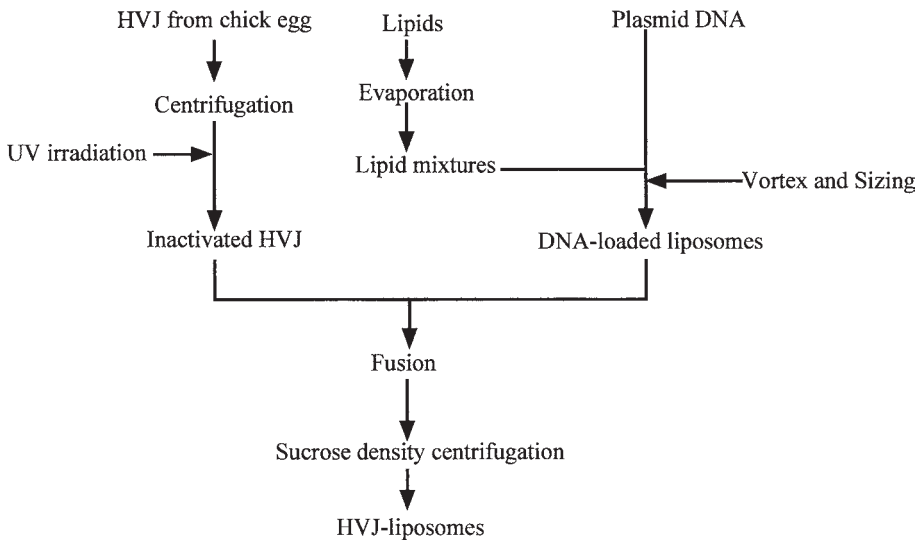 HVJ from chick egg
Lipids
Plasmid DNA
Centrifugation
Evaporation
UV irradiation
Lipid mixtures
Vortex and Sizing
Inactivated HVJ
DNA-loaded liposomes
Fusion
Sucrose density centrifugation
HVJ-liposomes